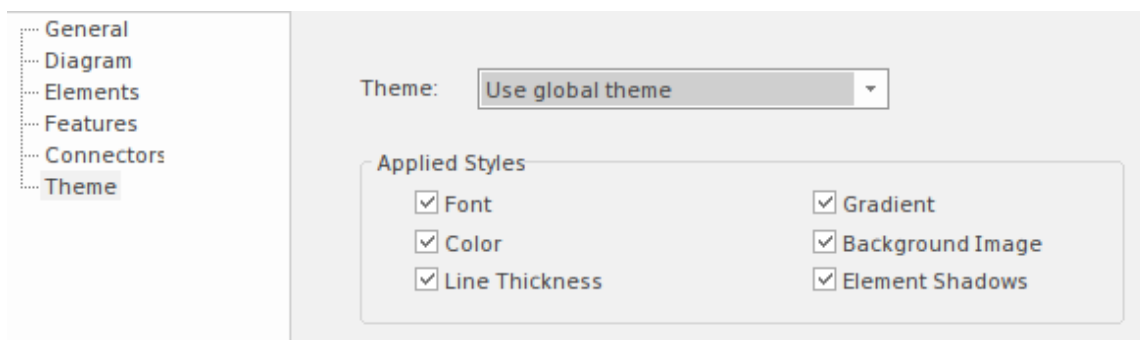 General
Diagram
Elements
Features
Connectors
Theme
Theme: Use global theme
Applied Styles
Font Gradient
Color Background Image
Line Thickness Element Shadows